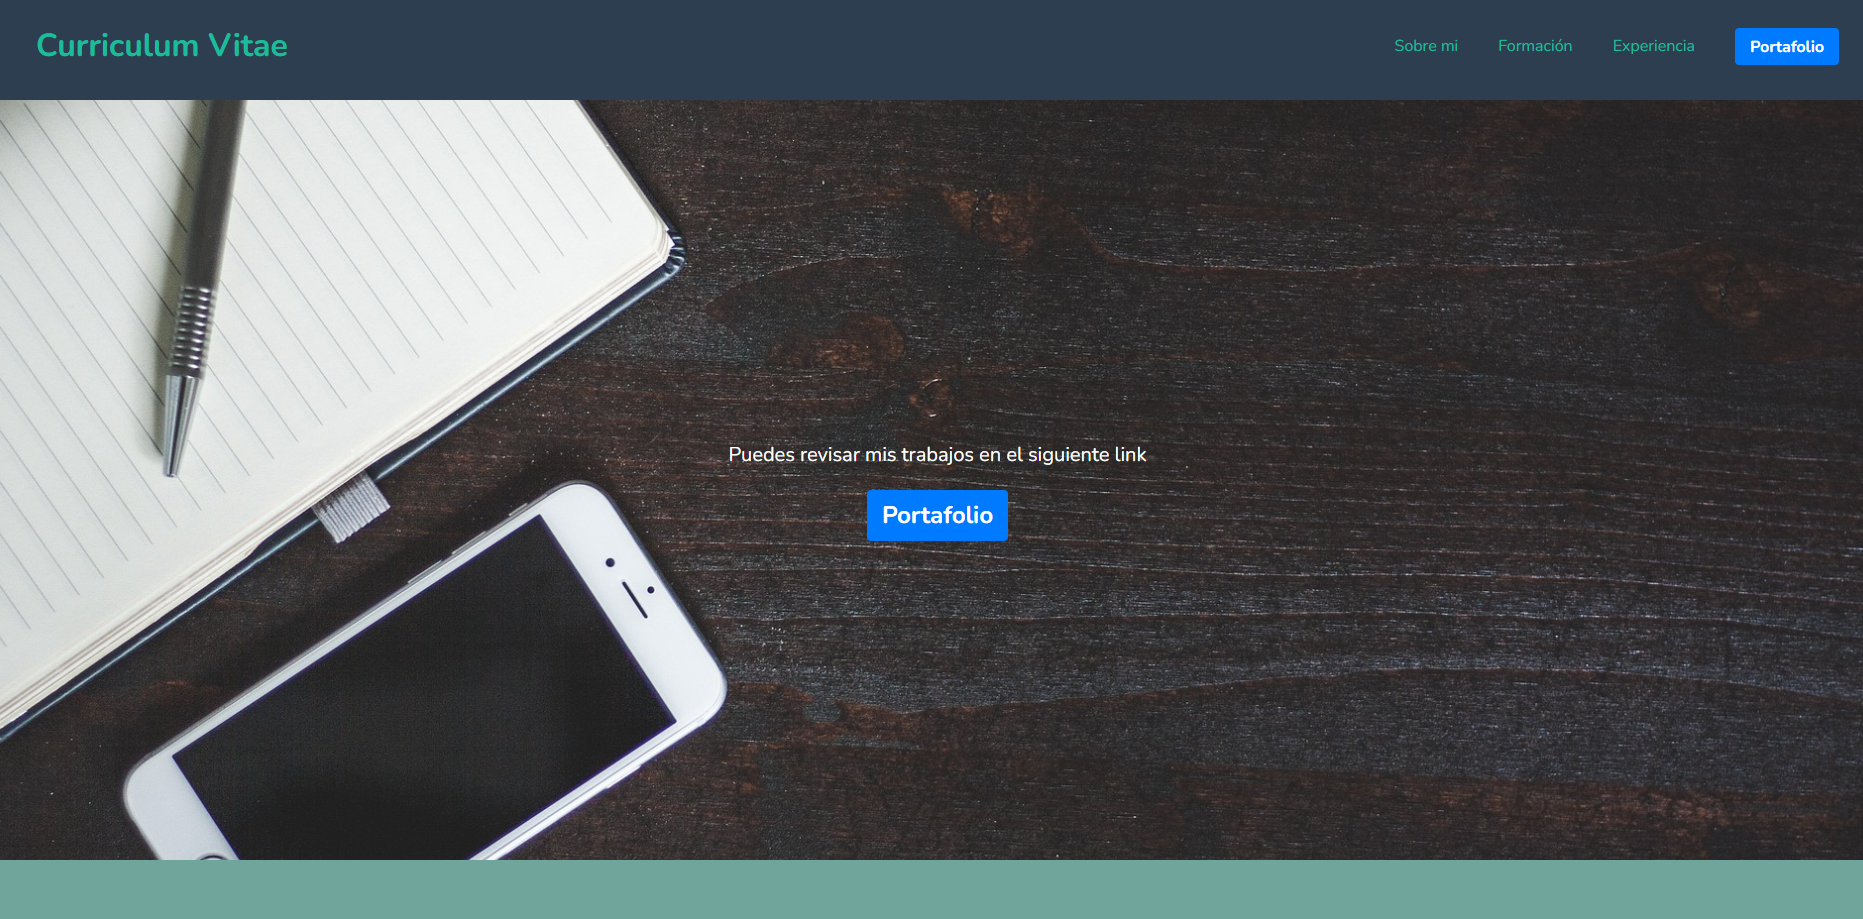 Curriculum Vitae
Sobre mi
Formación
Experiencia
Portafolio
Puedes revisar mis trabajos en el siguiente link
Portafolio